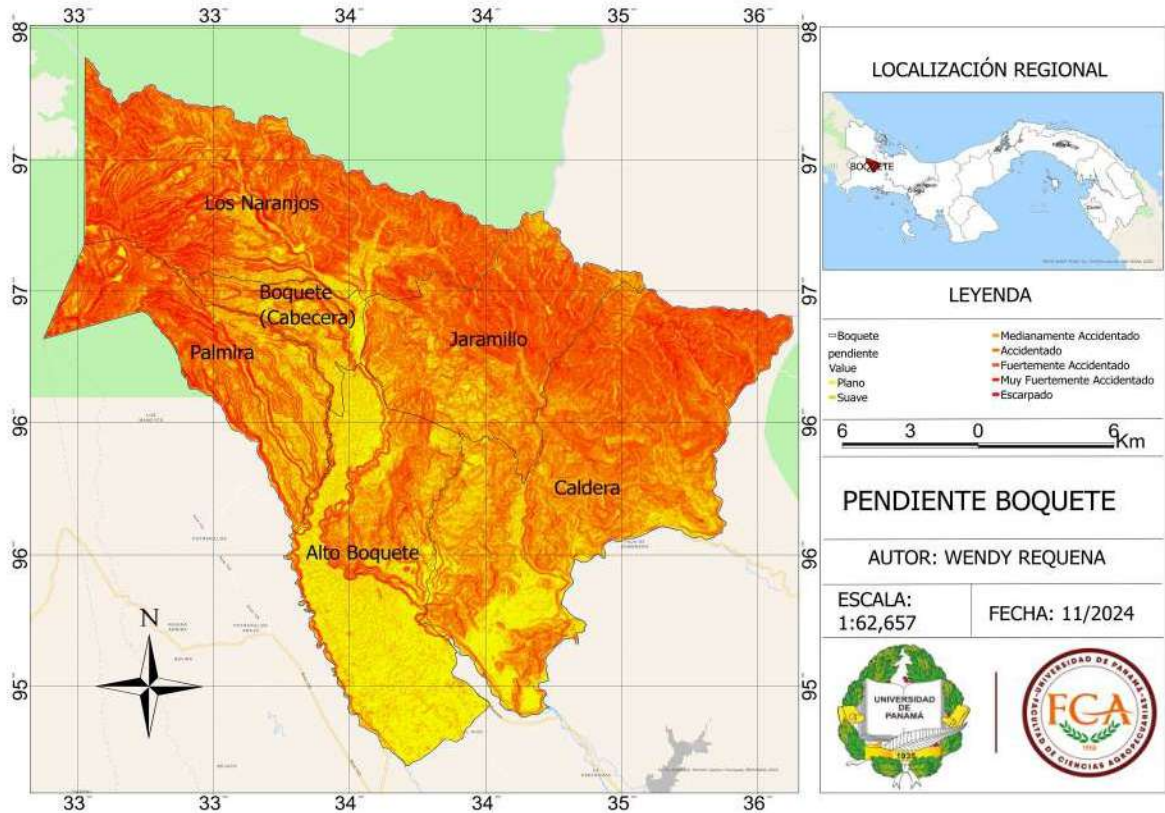 33
33
34
34
35
36
98
98
97
97
97
97
96
96
96
96
95
95
33
33
34
34
35
36
Los Naranjos
Boquete
(Cabecera)
Jaramillo
Palmira
Caldera
Alto Boquete
N
LOCALIZACIÓN REGIONAL
BOQUETE
LEYENDA
Boquete
pendiente
Value
Plano
Suave
Medianamente Accidentado
Accidentado
Fuertemente Accidentado
Muy Fuertemente Accidentado
Escarpado
6 3 0 6
Km
PENDIENTE BOQUETE
AUTOR: WENDY REQUENA
ESCALA:
1:62,657
FECHA: 11/2024
UNIVERSIDAD
DE
PANAMÁ
1935
UNIVERSIDAD DE PANAMÁ
FACULTAD DE CIENCIAS AGROPECUARIAS
FCA